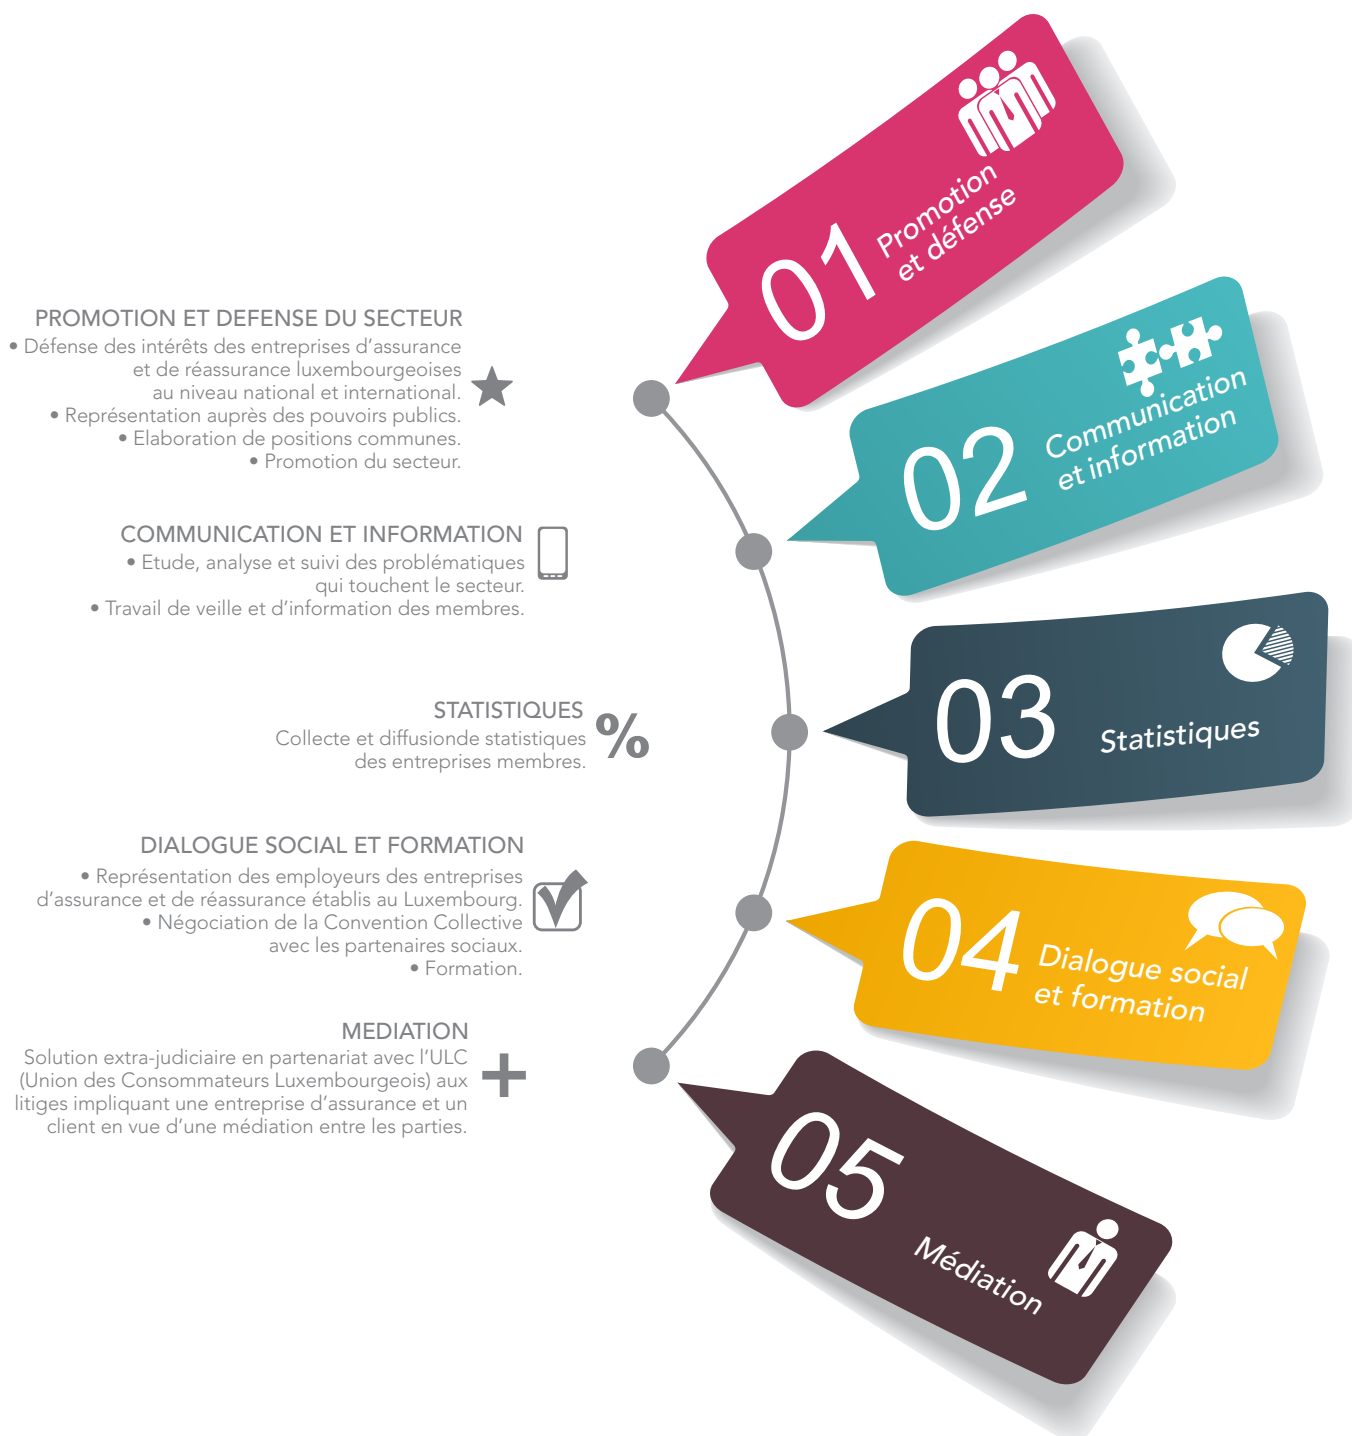 01 Promotion
et défense
02 Communication
et information
03 Statistiques
04 Dialogue social
et formation
05 Médiation
PROMOTION ET DEFENSE DU SECTEUR
• Défense des intérêts des entreprises d'assurance
et de réassurance luxembourgeoises
au niveau national et international.
• Représentation auprès des pouvoirs publics.
• Elaboration de positions communes.
• Promotion du secteur.
COMMUNICATION ET INFORMATION
• Etude, analyse et suivi des problématiques
qui touchent le secteur.
• Travail de veille et d'information des membres.
STATISTIQUES
%
Collecte et diffusionde statistiques
des entreprises membres.
DIALOGUE SOCIAL ET FORMATION
• Représentation des employeurs des entreprises
d'assurance et de réassurance établis au Luxembourg.
• Négociation de la Convention Collective
avec les partenaires sociaux.
• Formation.
MEDIATION
Solution extra-judiciaire en partenariat avec l'ULC
(Union des Consommateurs Luxembourgeois) aux
litiges impliquant une entreprise d'assurance et un
client en vue d'une médiation entre les parties.